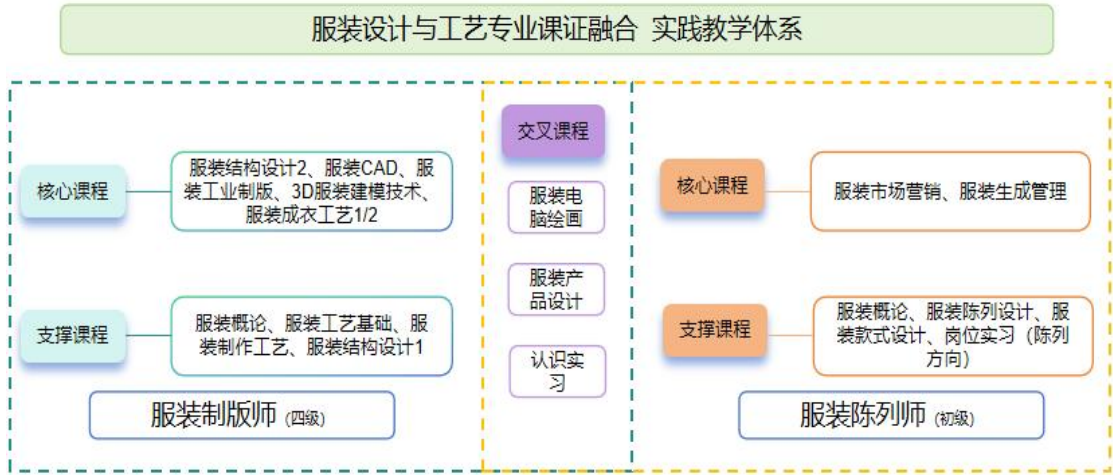 服装设计与工艺专业课证融合 实践教学体系
核心课程
服装结构设计2、服装CAD、服
装工业制版、3D服装建模技术、
服装成衣工艺1/2
支撑课程
服装概论、服装工艺基础、服
装制作工艺、服装结构设计1
服装制版师 (四级)
交叉课程
服装电
脑绘画
服装产
品设计
认识实
习
核心课程
服装市场营销、服装生成管理
支撑课程
服装概论、服装陈列设计、服
装款式设计、岗位实习（陈列
方向）
服装陈列师 (初级)